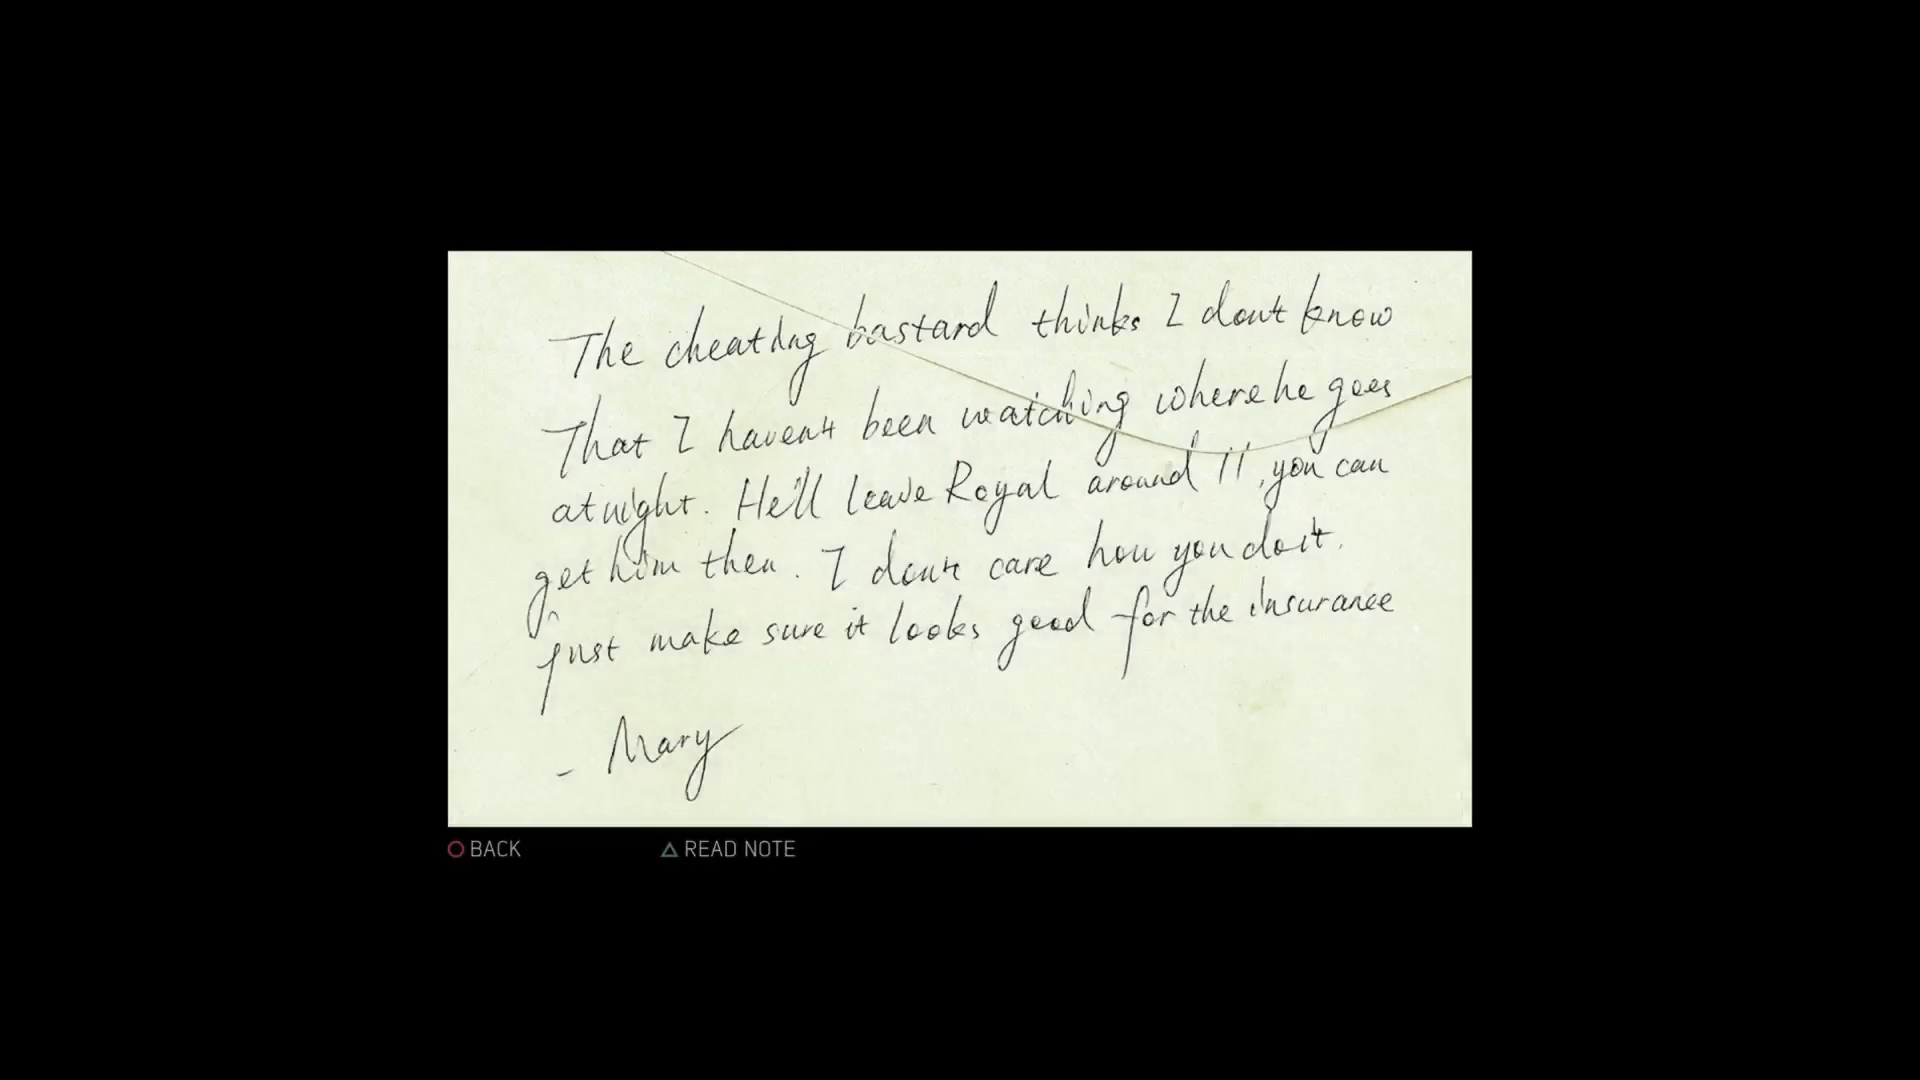 The cheating bastard thinks I don't know
That I haven't been watching where he goes
at night. He'll leave Royal around 11, you can
get him then. I don't care how you do it.
just make sure it looks good for the insurance
- Mary
BACK
READ NOTE